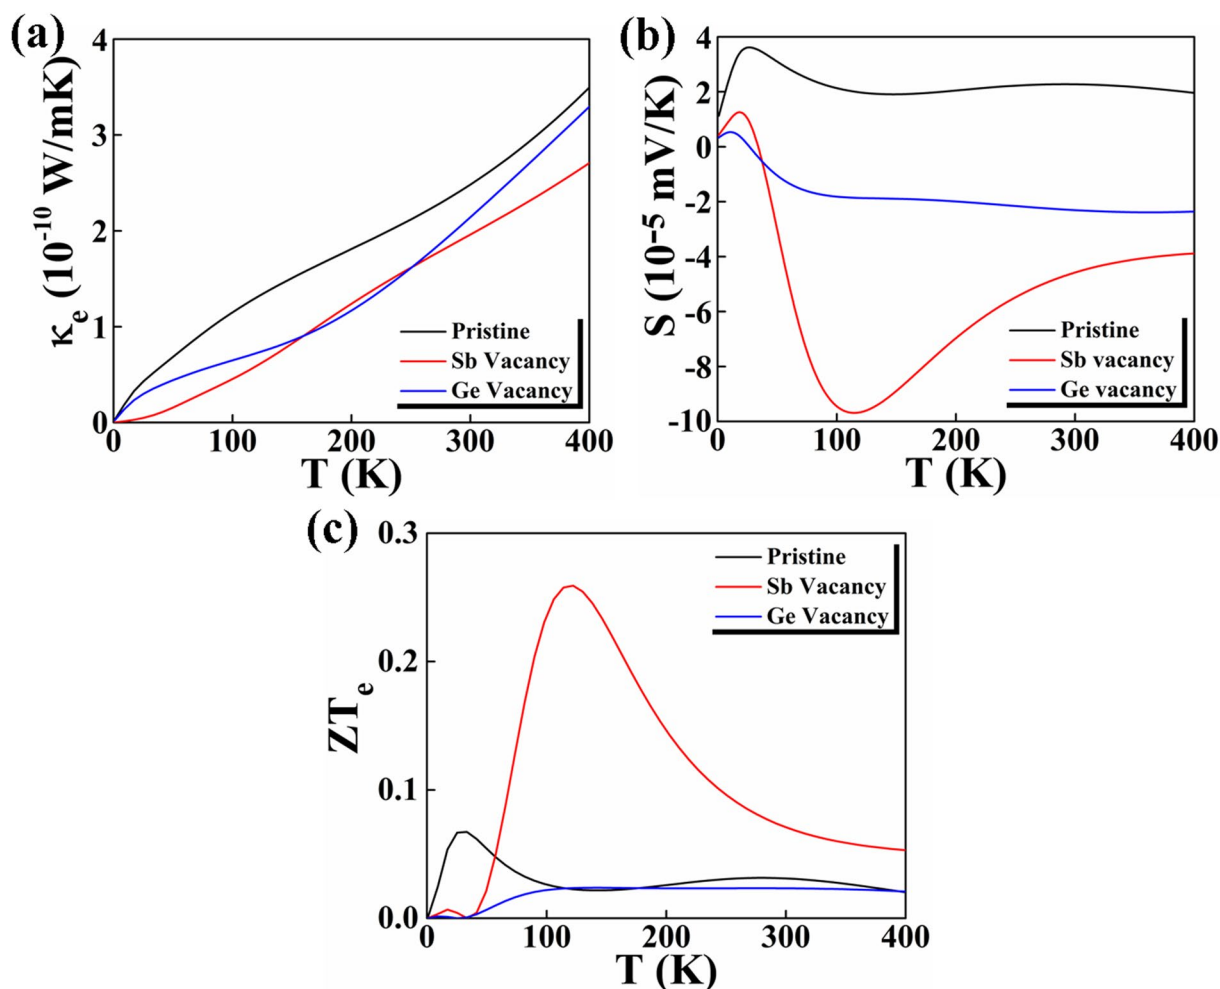 (a)
κe (10-10 W/mK)
4
3
2
1
0
0 100 200 300 400
T (K)
Pristine
Sb Vacancy
Ge Vacancy
(b)
S (10-5 mV/K)
4
2
0
-2
-4
-6
-8
-10
0 100 200 300 400
T (K)
Pristine
Sb vacancy
Ge vacancy
(c)
ZTe
0.3
0.2
0.1
0.0
0 100 200 300 400
T (K)
Pristine
Sb Vacancy
Ge Vacancy